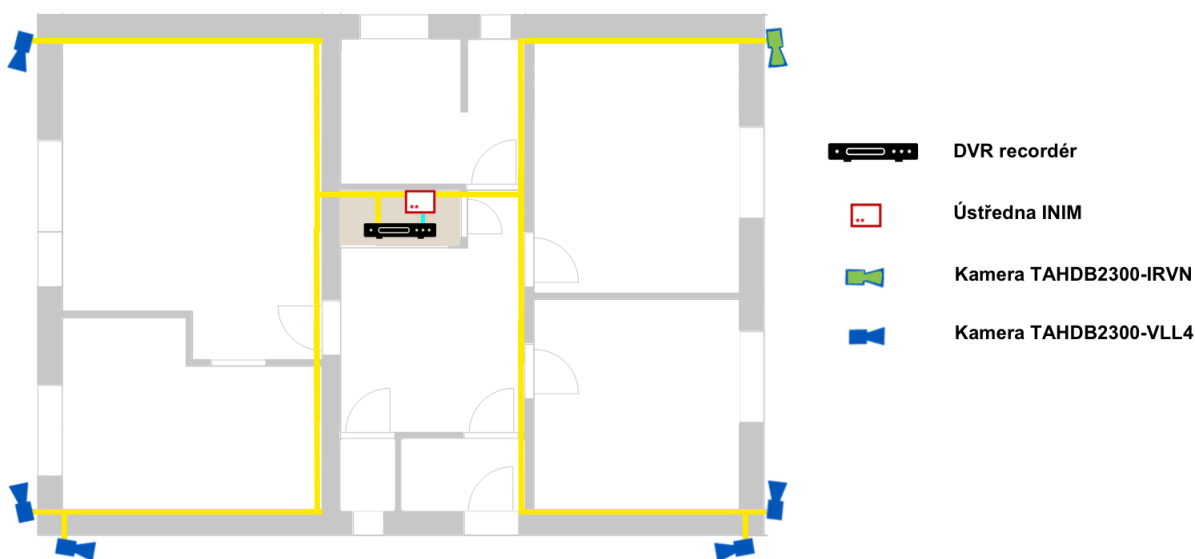 DVR recordér
Ústředna INIM
Kamera TAHDB2300-IRVN
Kamera TAHDB2300-VLL4